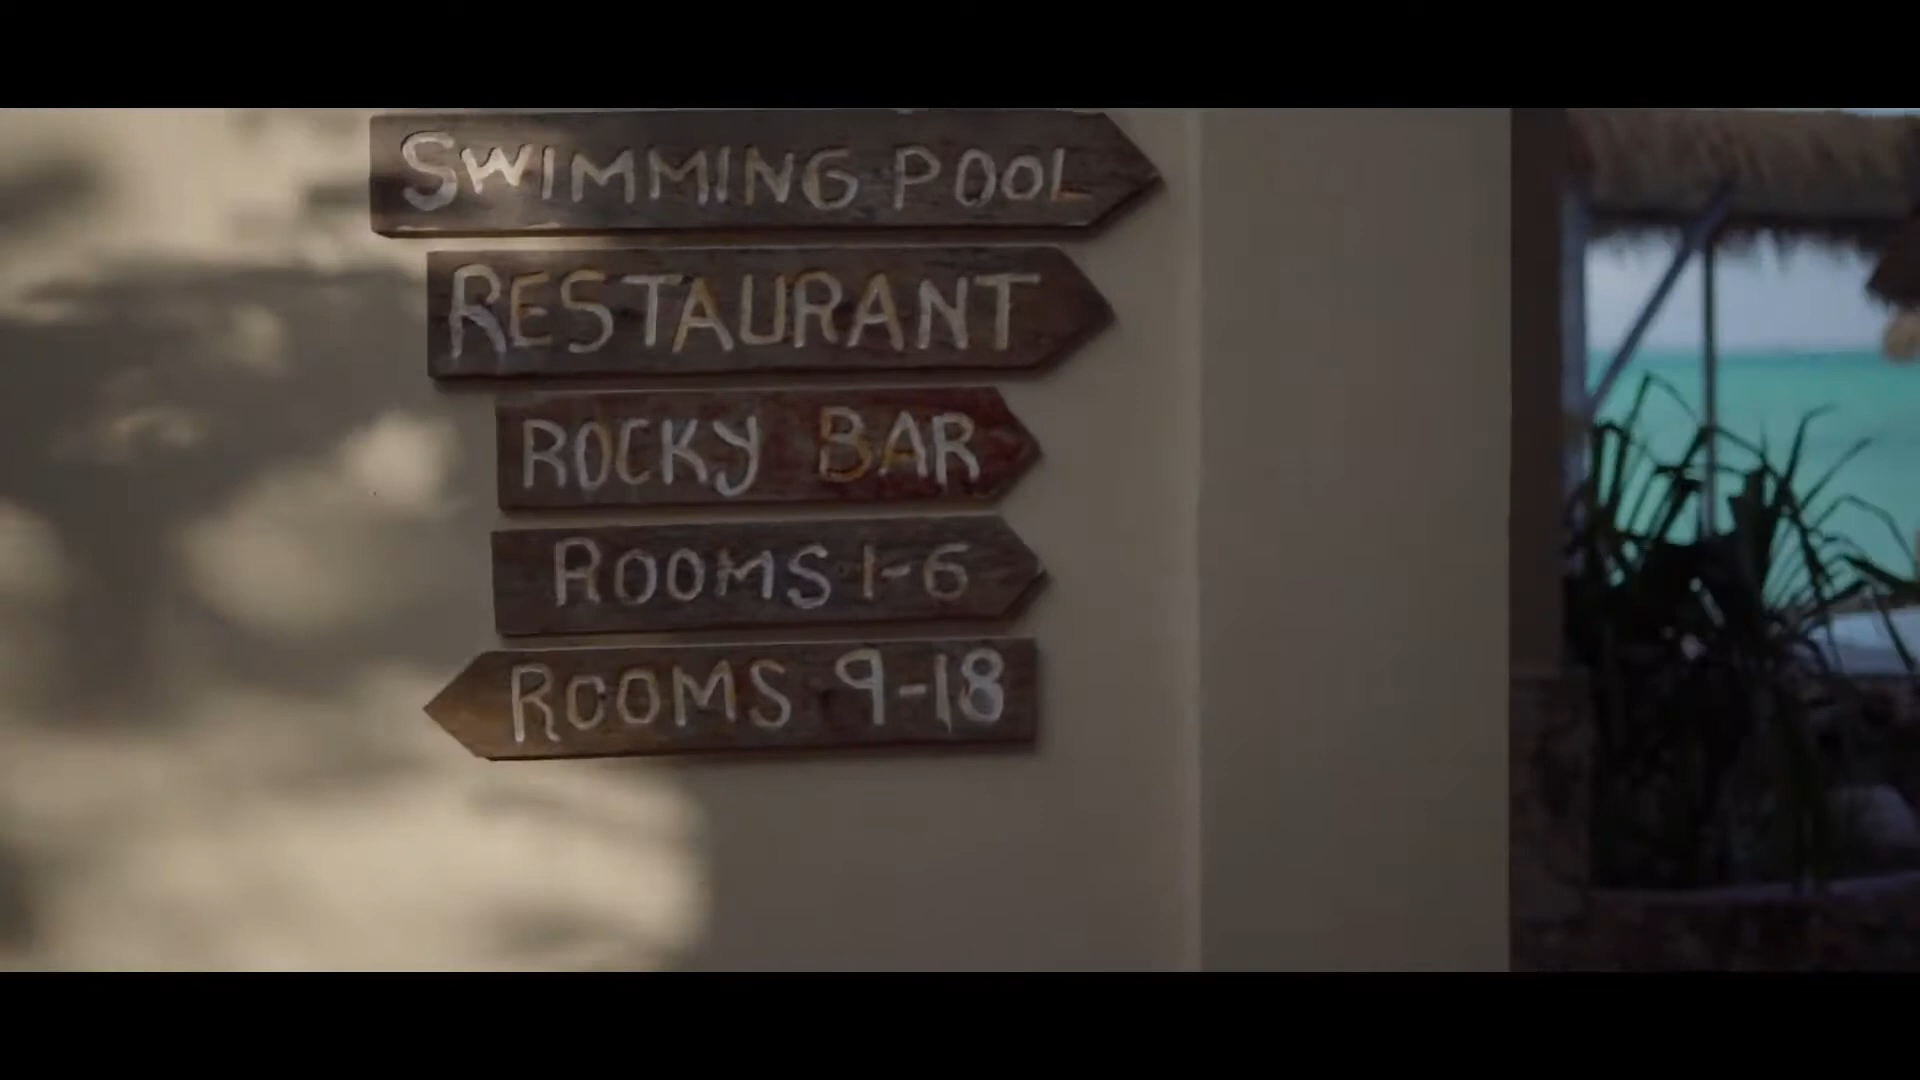 SWIMMING POOL
RESTAURANT
ROCKY BAR
ROOMS 1-6
ROOMS 9-18